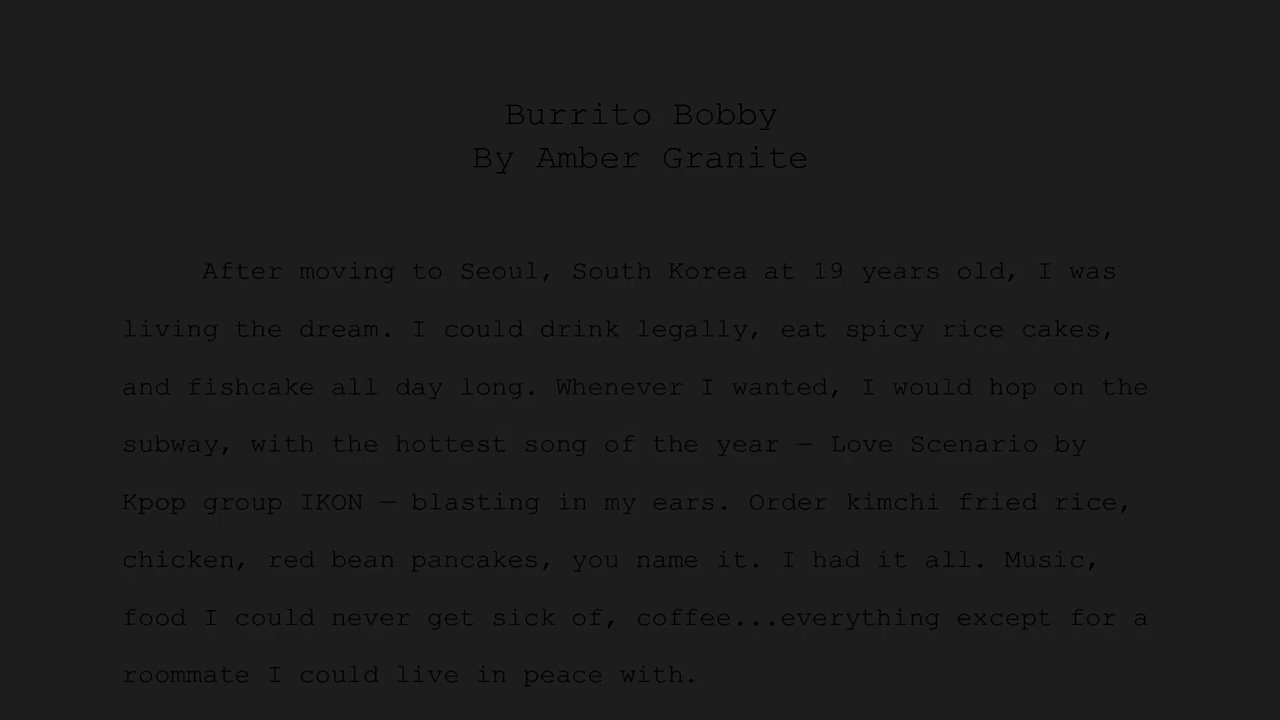 Burrito Bobby
By Amber Granite
After moving to Seoul, South Korea at 19 years old, I was
living the dream. I could drink legally, eat spicy rice cakes,
and fishcake all day long. Whenever I wanted, I would hop on the
subway, with the hottest song of the year — Love Scenario by
Kpop group IKON — blasting in my ears. Order kimchi fried rice,
chicken, red bean pancakes, you name it. I had it all. Music,
food I could never get sick of, coffee...everything except for a
roommate I could live in peace with.